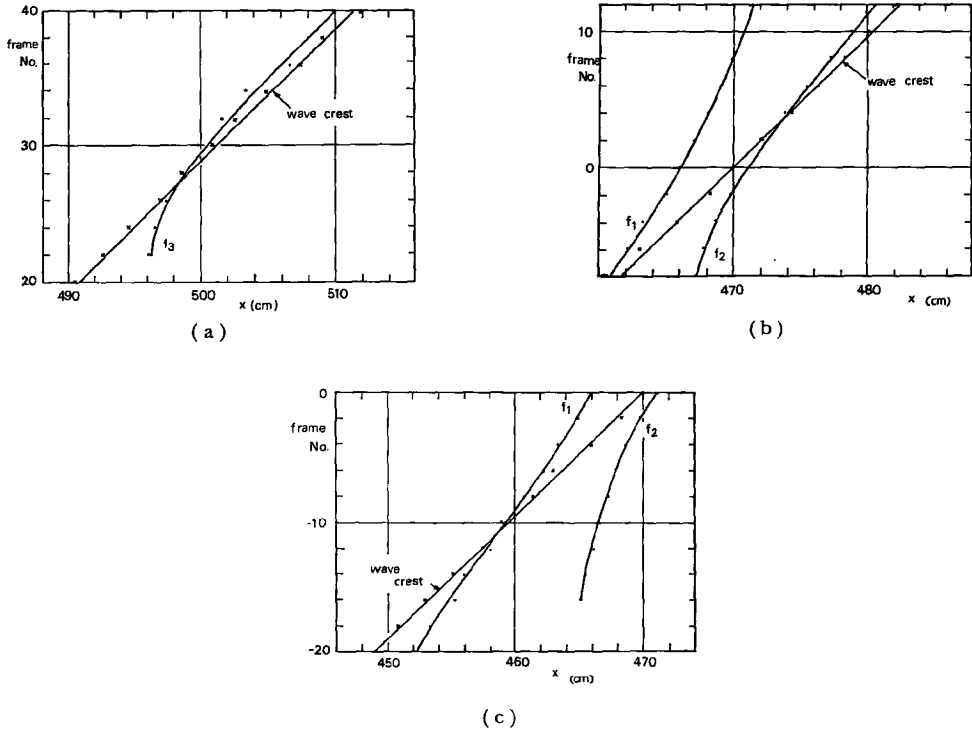 40
frame
No.
30
20
wave crest
f3
490
500
510
x (cm)
(a)
10
frame
No.
0
wave
crest
f1
f2
470
480
x (cm)
(b)
0
frame
No.
-10
-20
f1
f2
wave
crest
450
460
470
x (cm)
(c)